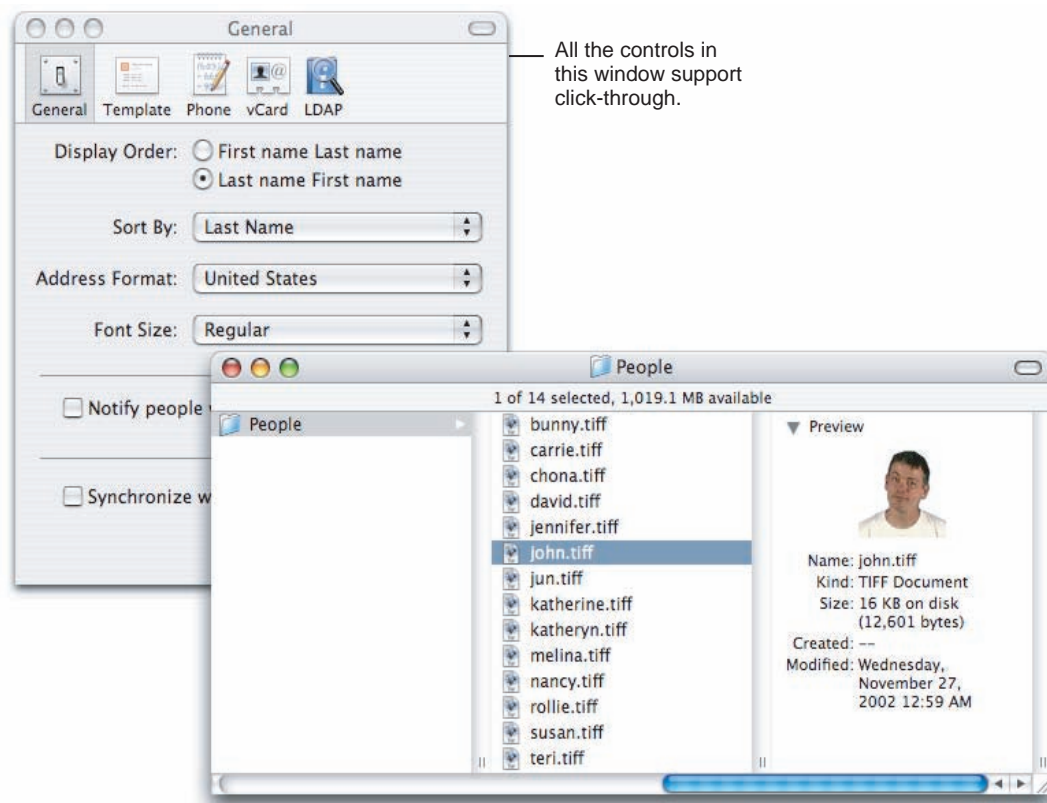 General
All the controls in
this window support
click-through.
General Template Phone vCard LDAP
Display Order: First name Last name
Last name First name
Sort By: Last Name
Address Format: United States
Font Size: Regular
Notify people
Synchronize w
People
1 of 14 selected, 1,019.1 MB available
People
bunny.tiff
carrie.tiff
chona.tiff
david.tiff
jennifer.tiff
john.tiff
jun.tiff
katherine.tiff
katheryn.tiff
melina.tiff
nancy.tiff
rollie.tiff
susan.tiff
teri.tiff
Preview
Name: john.tiff
Kind: TIFF Document
Size: 16 KB on disk
(12,601 bytes)
Created: --
Modified: Wednesday,
November 27,
2002 12:59 AM